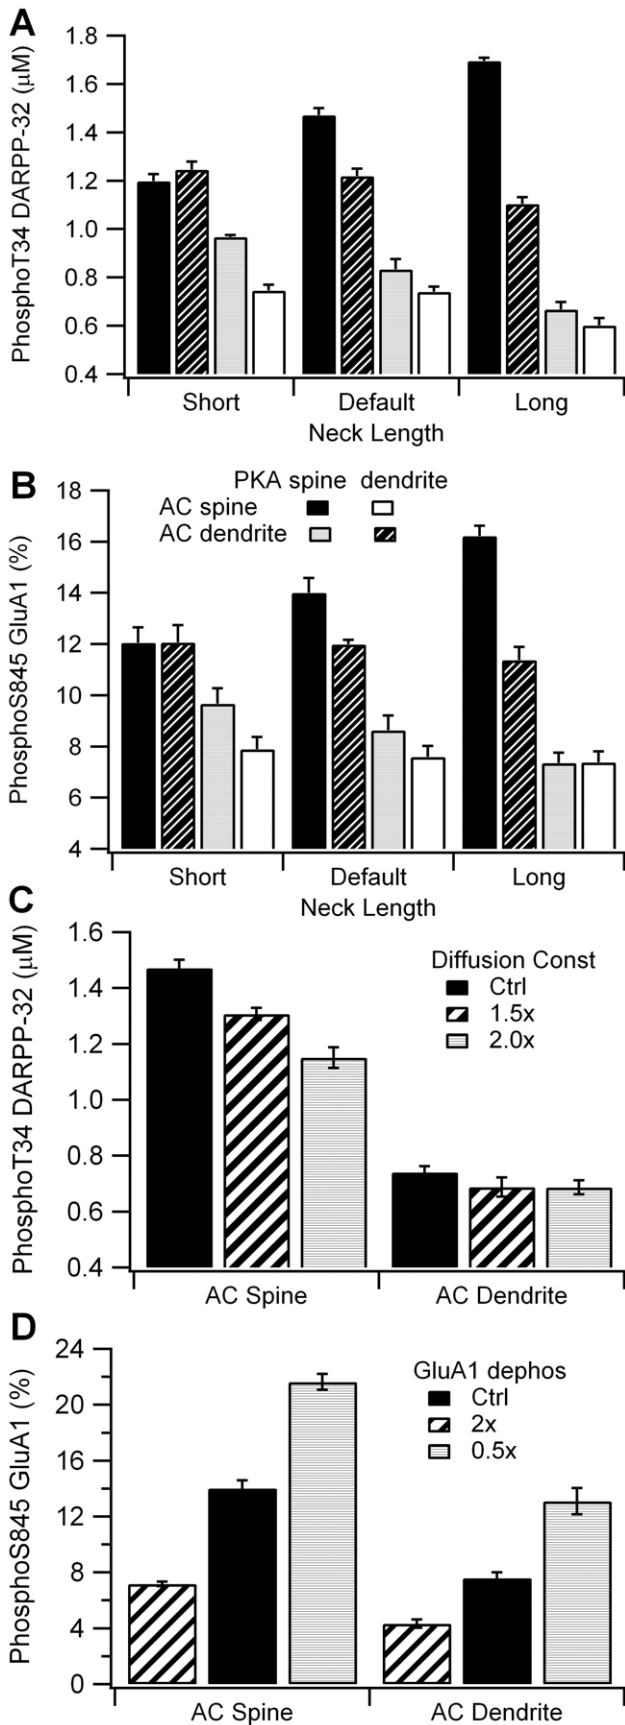 A
PhosphoT34 DARPP-32 (μM)
1.8
1.6
1.4
1.2
1.0
0.8
0.6
0.4
Short Default Long
Neck Length
B
PKA spine dendrite
AC spine
AC dendrite
PhosphoS845 GluA1 (%)
18
16
14
12
10
8
6
4
Short Default Long
Neck Length
C
PhosphoT34 DARPP-32 (μM)
1.6
1.4
1.2
1.0
0.8
0.6
0.4
Diffusion Const
Ctrl
1.5x
2.0x
AC Spine AC Dendrite
D
PhosphoS845 GluA1 (%)
24
20
16
12
8
4
0
GluA1 dephos
Ctrl
2x
0.5x
AC Spine AC Dendrite